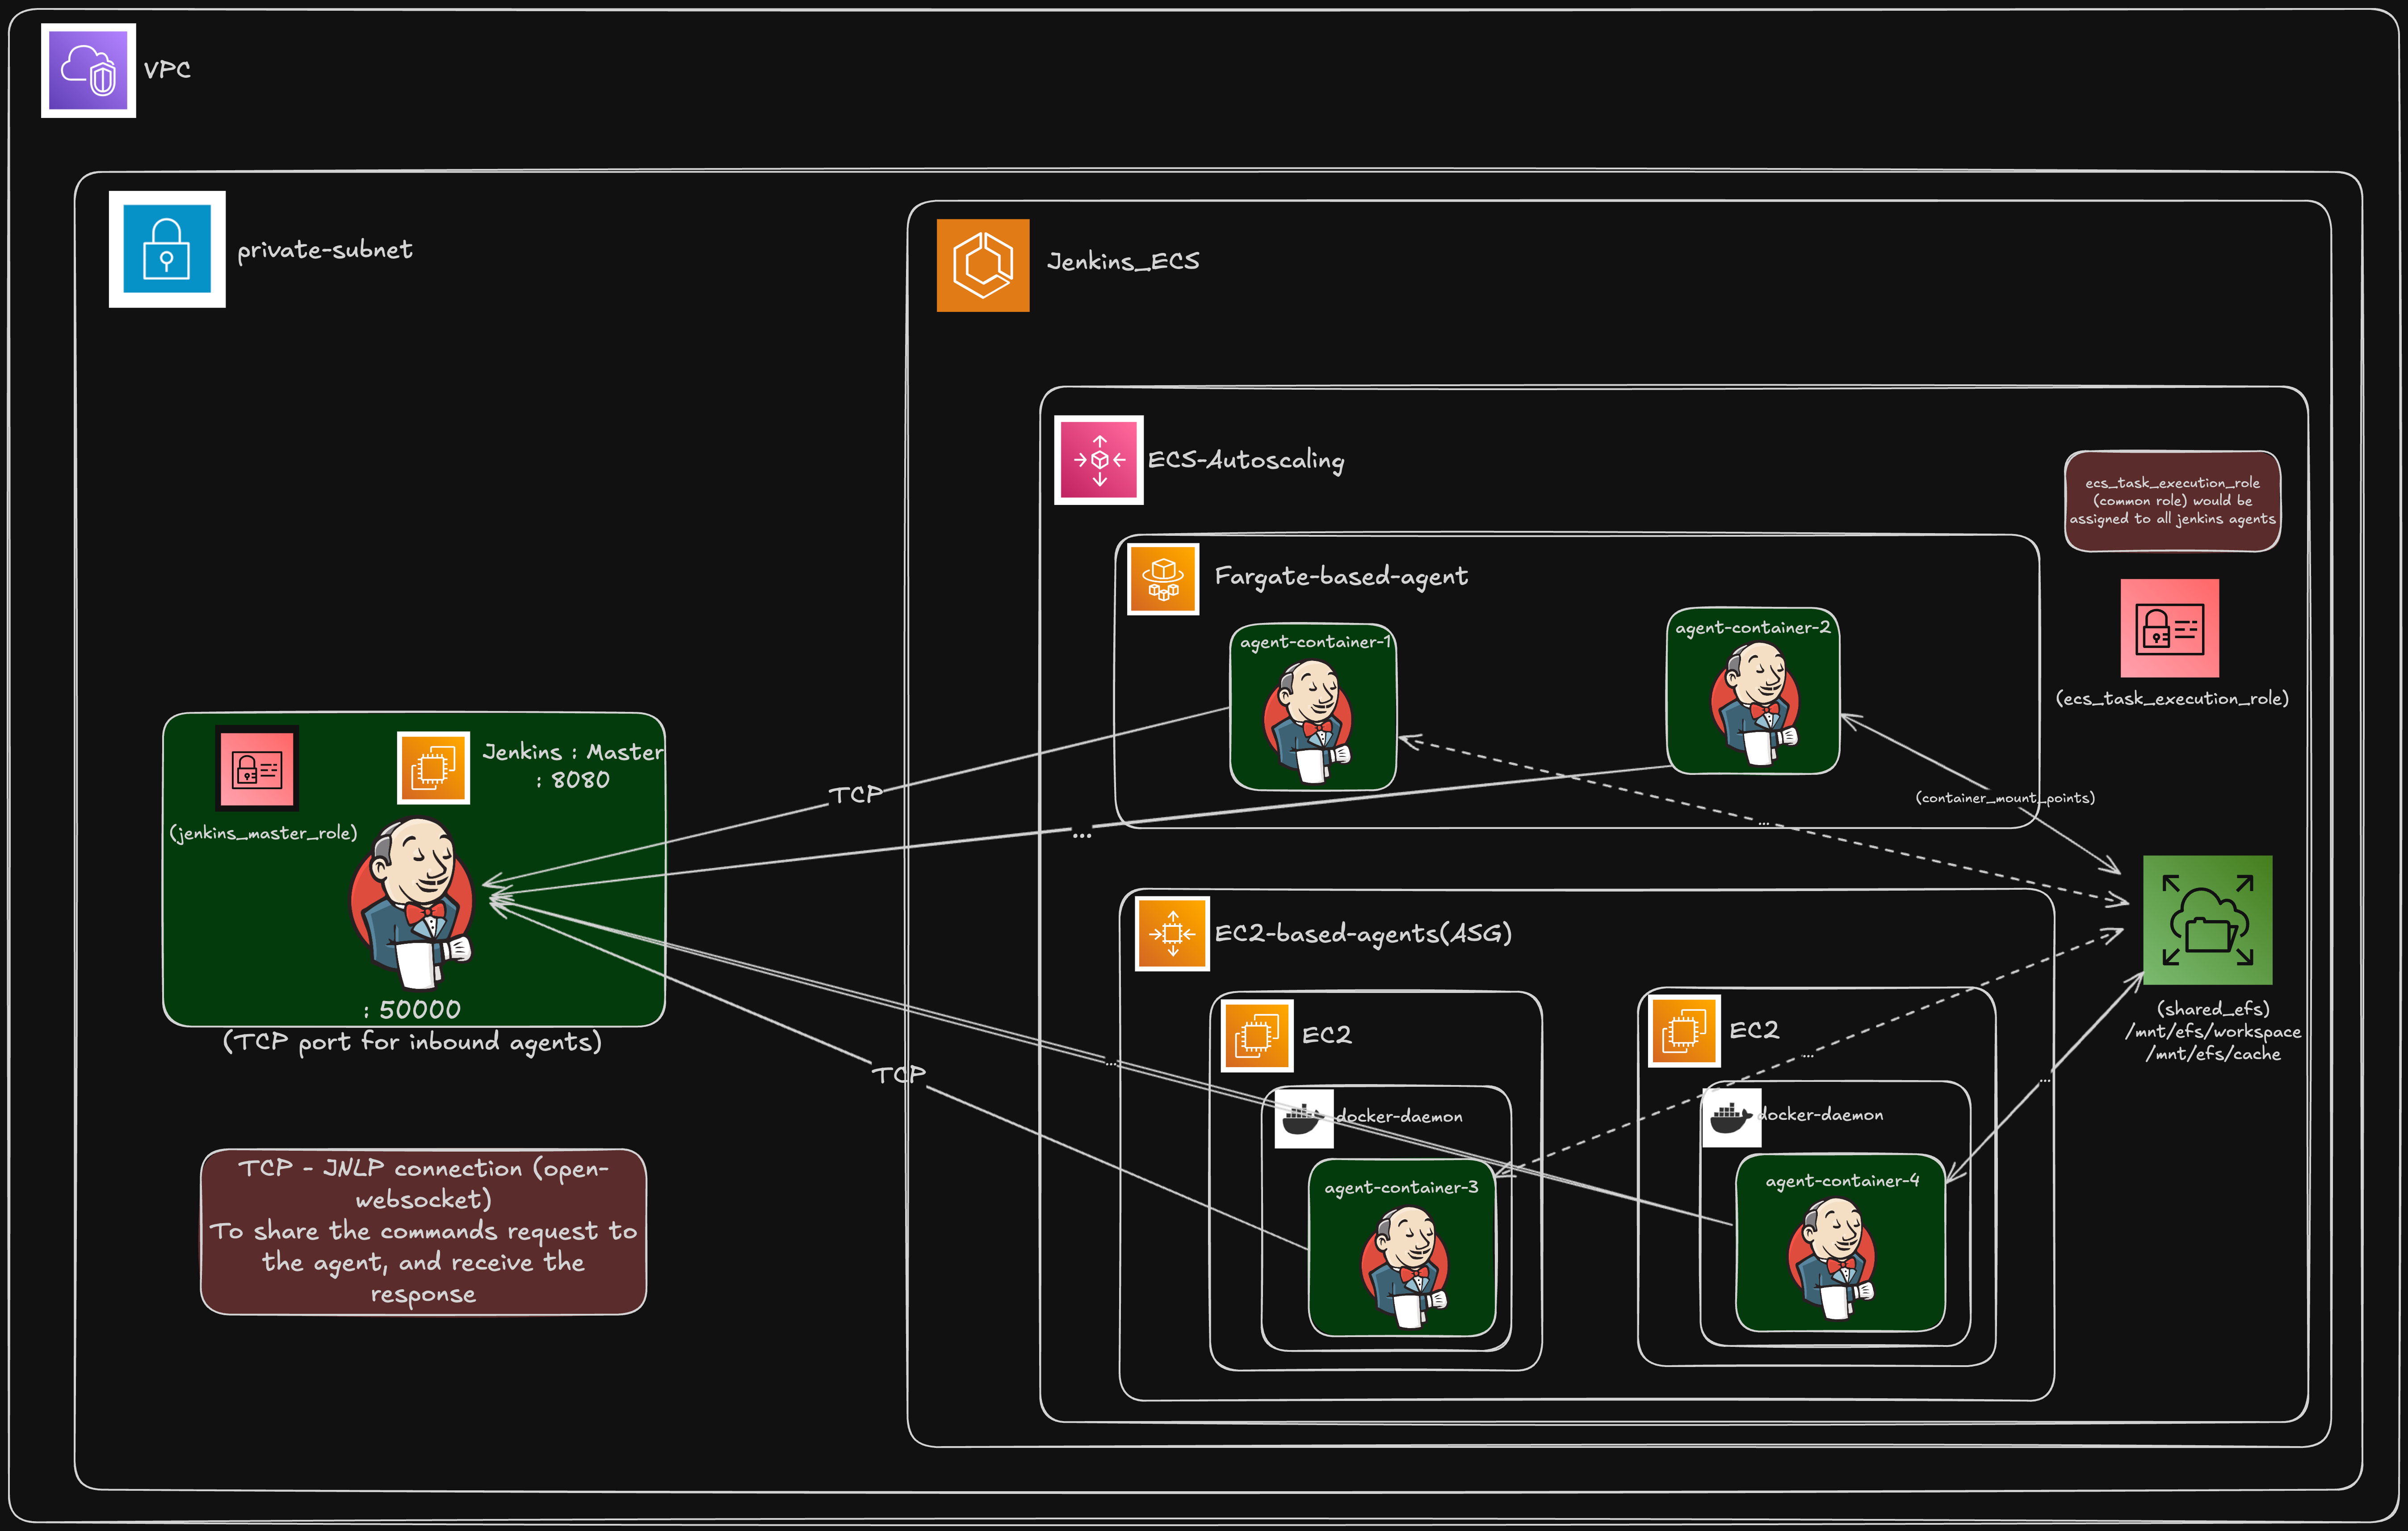 VPC
private-subnet
Jenkins_ECS
ECS-Autoscaling
ecs_task_execution_role
(common role) would be
assigned to all jenkins agents
(ecs_task_execution_role)
Fargate-based-agent
agent-container-1
agent-container-2
(container_mount_points)
...
TCP
...
Jenkins : Master
: 8080
(jenkins_master_role)
: 50000
(TCP port for inbound agents)
EC2-based-agents(ASG)
EC2
docker-daemon
agent-container-3
EC2
docker-daemon
agent-container-4
...
...
...
TCP
(shared_efs)
/mnt/efs/workspace
/mnt/efs/cache
TCP - JNLP connection (open-
websocket)
To share the commands request to
the agent, and receive the
response